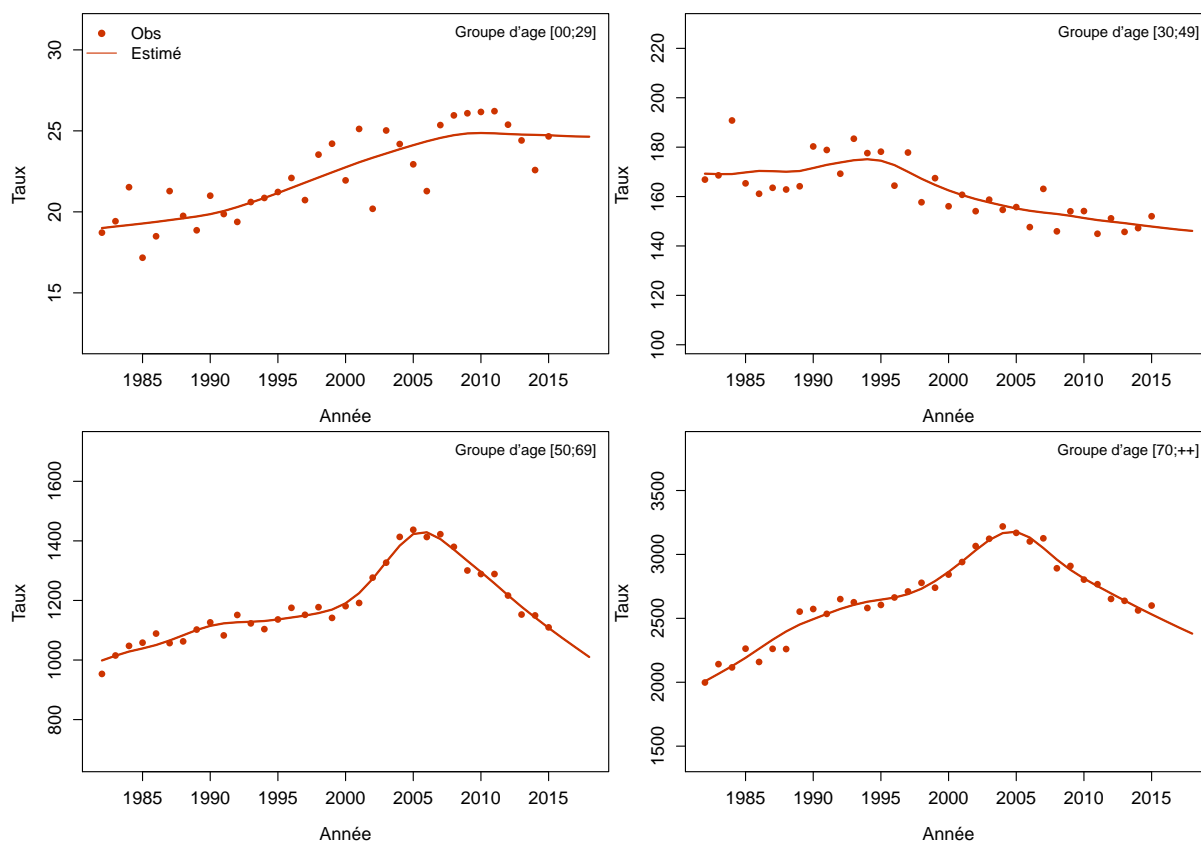 Obs
Estimé
Groupe d'age [00;29]
Taux
30
25
20
15
1985 1990 1995 2000 2005 2010 2015
Année
Groupe d'age [30;49]
Taux
220
200
180
160
140
120
100
1985 1990 1995 2000 2005 2010 2015
Année
Groupe d'age [50;69]
Taux
1600
1400
1200
1000
800
1985 1990 1995 2000 2005 2010 2015
Année
Groupe d'age [70;++]
Taux
3500
3000
2500
2000
1500
1985 1990 1995 2000 2005 2010 2015
Année